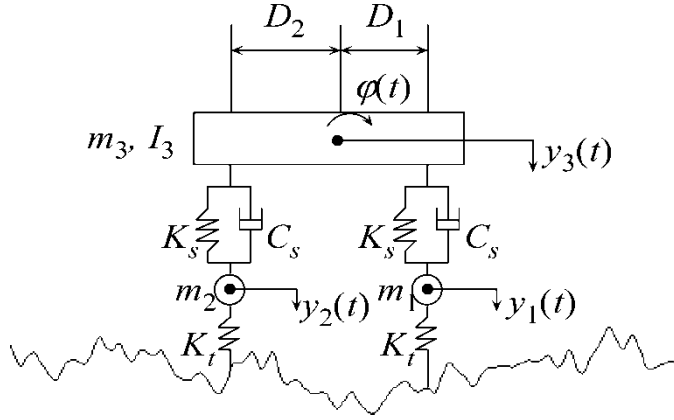 D₂ D₁
φ(t)
m₃, I₃
y₃(t)
Kₛ Cₛ Kₛ Cₛ
m₂ y₂(t) m₁ y₁(t)
Kₜ Kₜ